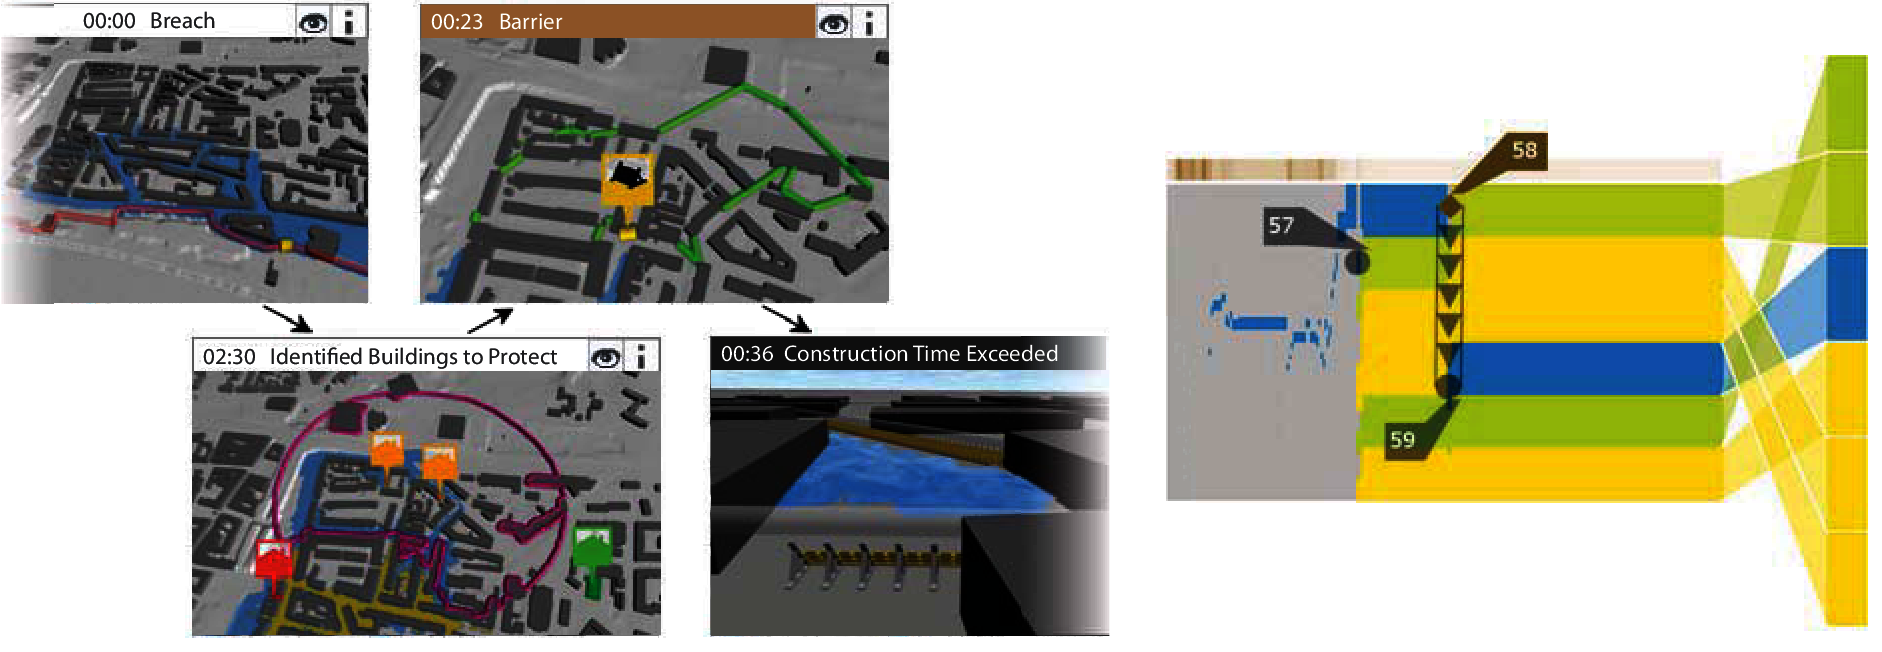 00:00 Breach
00:23 Barrier
02:30 Identified Buildings to Protect
00:36 Construction Time Exceeded
58
57
59